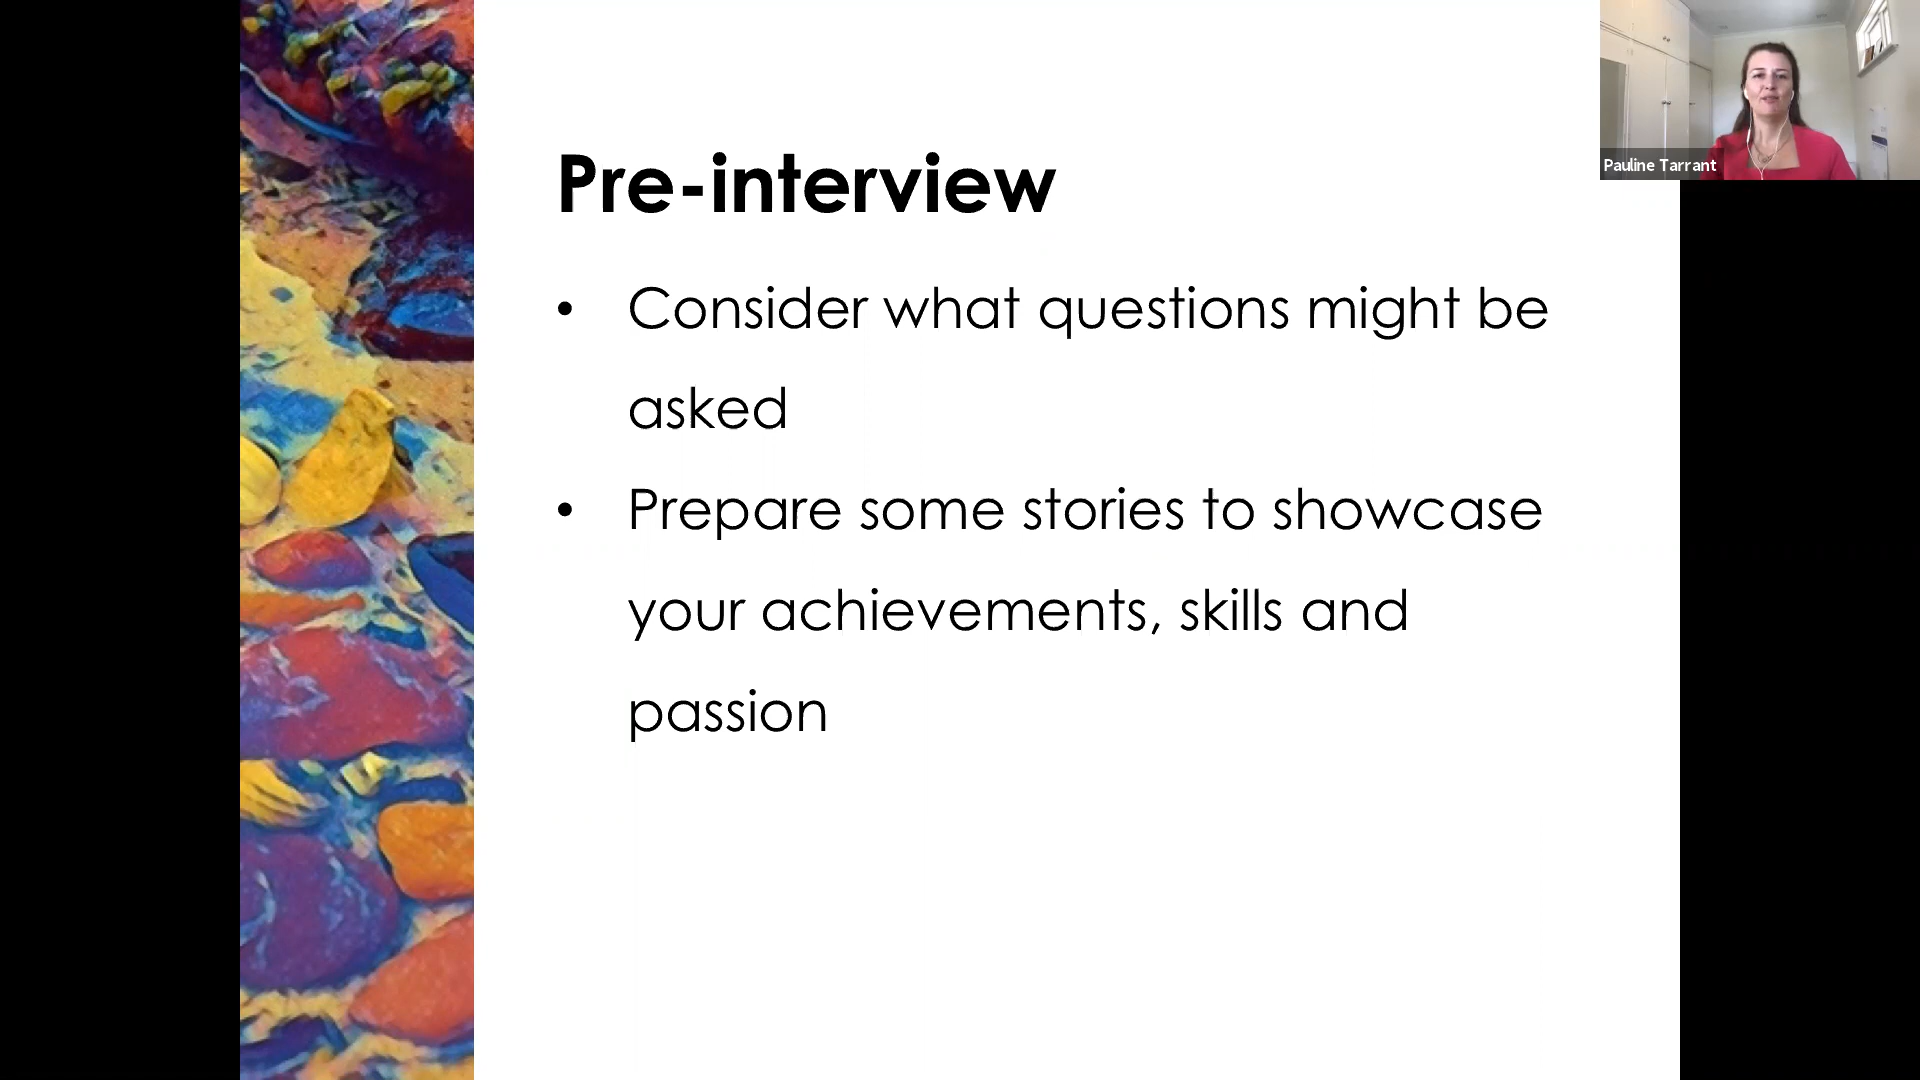 Pre-interview
• Consider what questions might be
asked
• Prepare some stories to showcase
your achievements, skills and
passion
Pauline Tarrant